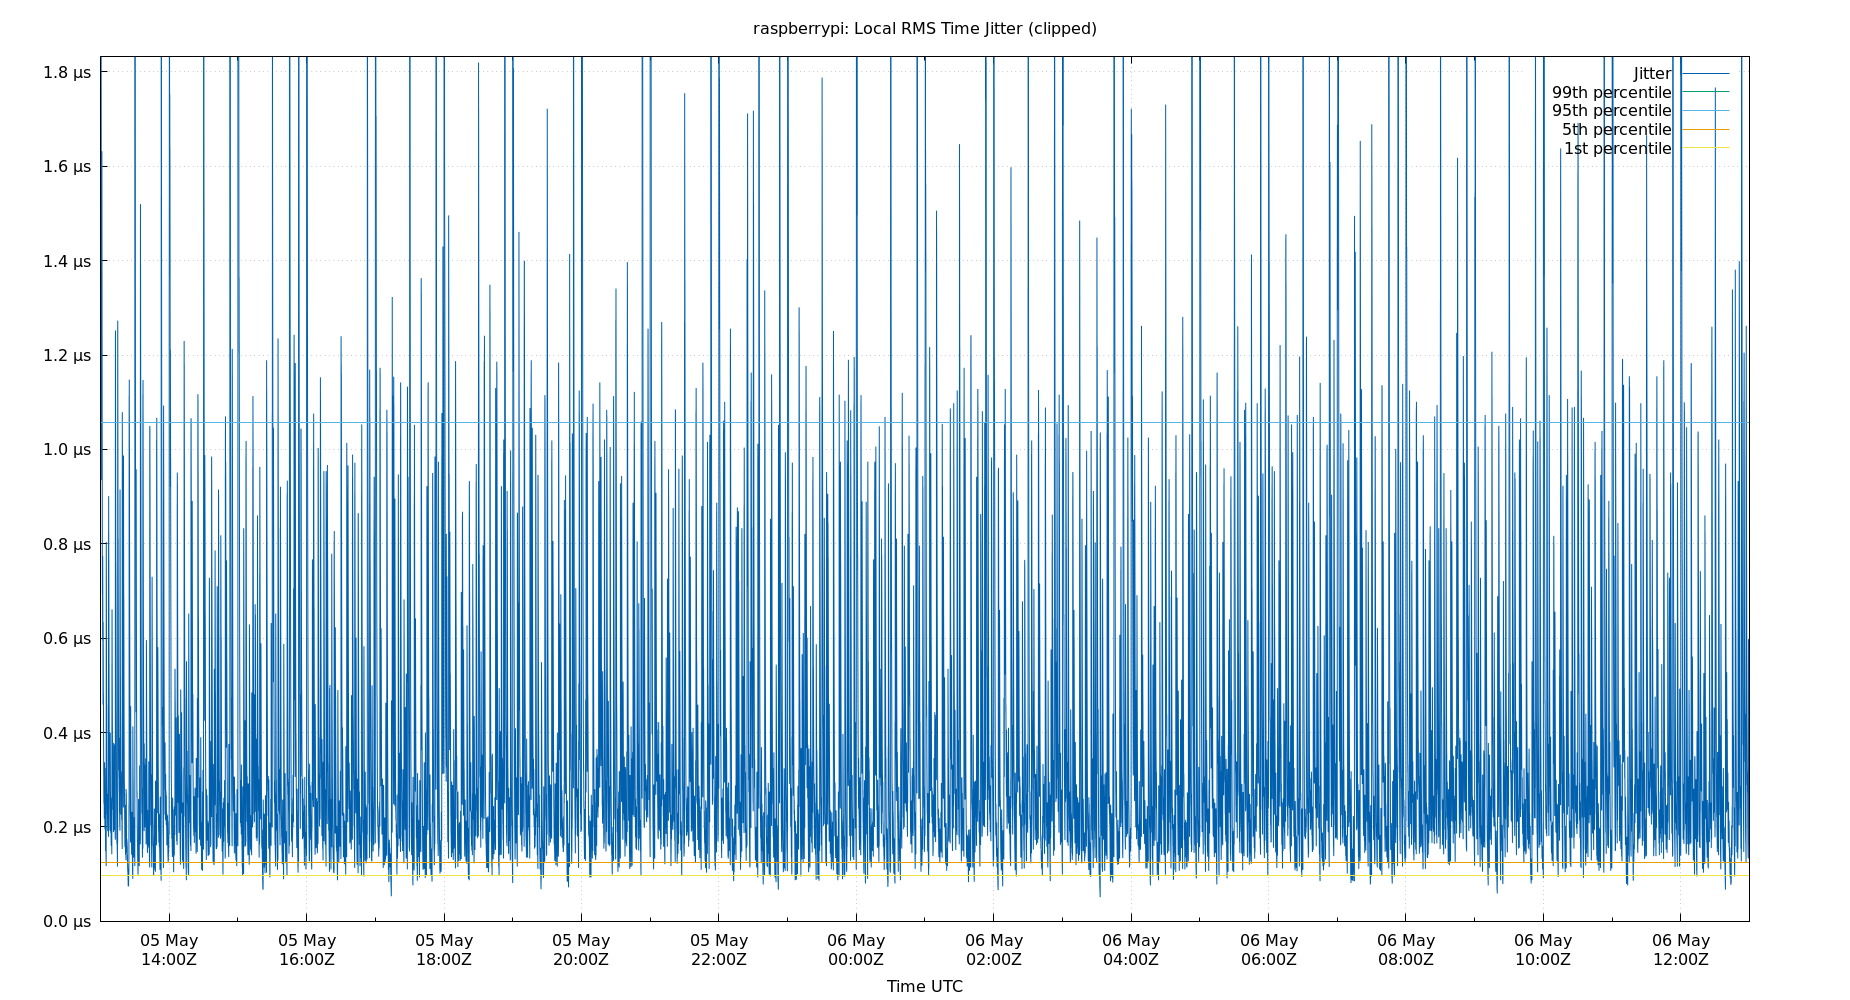 raspberrypi: Local RMS Time Jitter (clipped)
Jitter
99th percentile
95th percentile
5th percentile
1st percentile
1.8 µs
1.6 µs
1.4 µs
1.2 µs
1.0 µs
0.8 µs
0.6 µs
0.4 µs
0.2 µs
0.0 µs
05 May 05 May 05 May 05 May 05 May 06 May 06 May 06 May 06 May 06 May 06 May 06 May
14:00Z 16:00Z 18:00Z 20:00Z 22:00Z 00:00Z 02:00Z 04:00Z 06:00Z 08:00Z 10:00Z 12:00Z
Time UTC